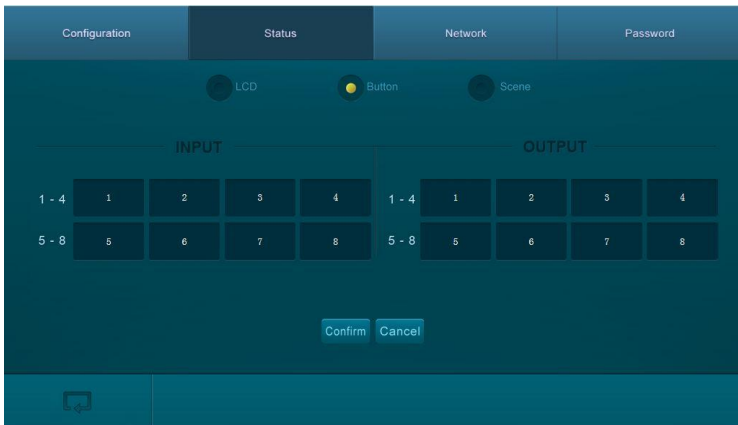 Configuration Status Network Password
LCD Button Scene
INPUT OUTPUT
1 - 4 1 2 3 4 1 - 4 1 2 3 4
5 - 8 5 6 7 8 5 - 8 5 6 7 8
Confirm Cancel